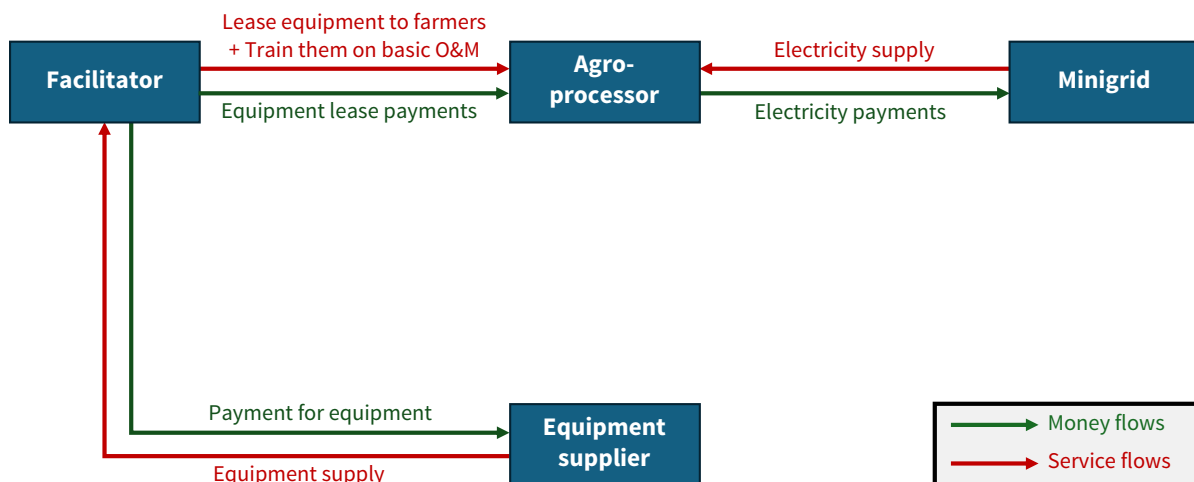 Lease equipment to farmers
+ Train them on basic O&M
Facilitator
Equipment lease payments
Agro-
processor
Electricity supply
Electricity payments
Minigrid
Payment for equipment
Equipment supply
Equipment
supplier
Money flows
Service flows